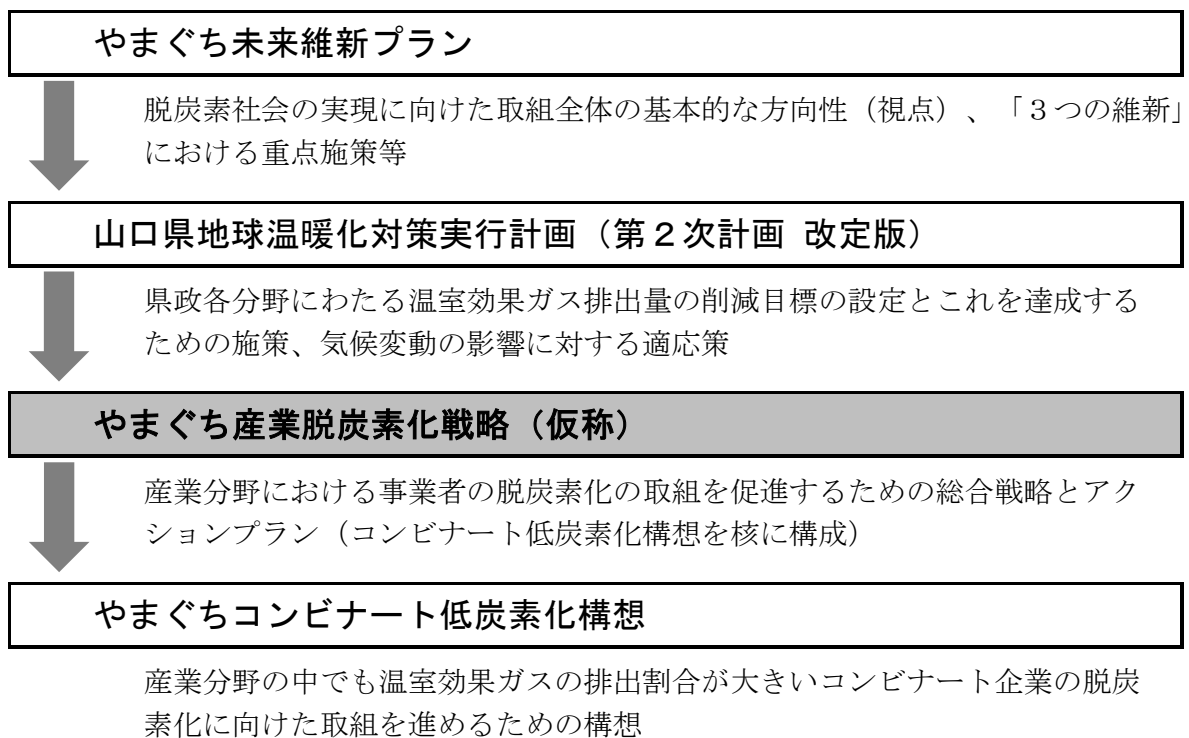 やまぐち未来維新プラン
脱炭素社会の実現に向けた取組全体の基本的な方向性（視点）、「３つの維新」
における重点施策等
山口県地球温暖化対策実行計画（第２次計画 改定版）
県政各分野にわたる温室効果ガス排出量の削減目標の設定とこれを達成する
ための施策、気候変動の影響に対する適応策
やまぐち産業脱炭素化戦略（仮称）
産業分野における事業者の脱炭素化の取組を促進するための総合戦略とアク
ションプラン（コンビナート低炭素化構想を核に構成）
やまぐちコンビナート低炭素化構想
産業分野の中でも温室効果ガスの排出割合が大きいコンビナート企業の脱炭
素化に向けた取組を進めるための構想